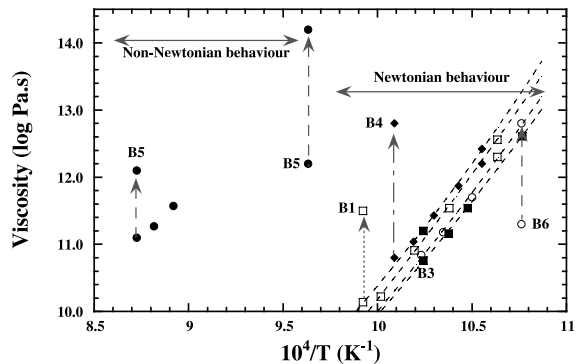 14.0
Non-Newtonian behaviour
Newtonian behaviour
13.0
B4
B5
B5
12.0
B1
B6
11.0
B3
10.0
8.5
9
9.5
10
10.5
11
10⁴/T (K⁻¹)
Viscosity (log Pa.s)